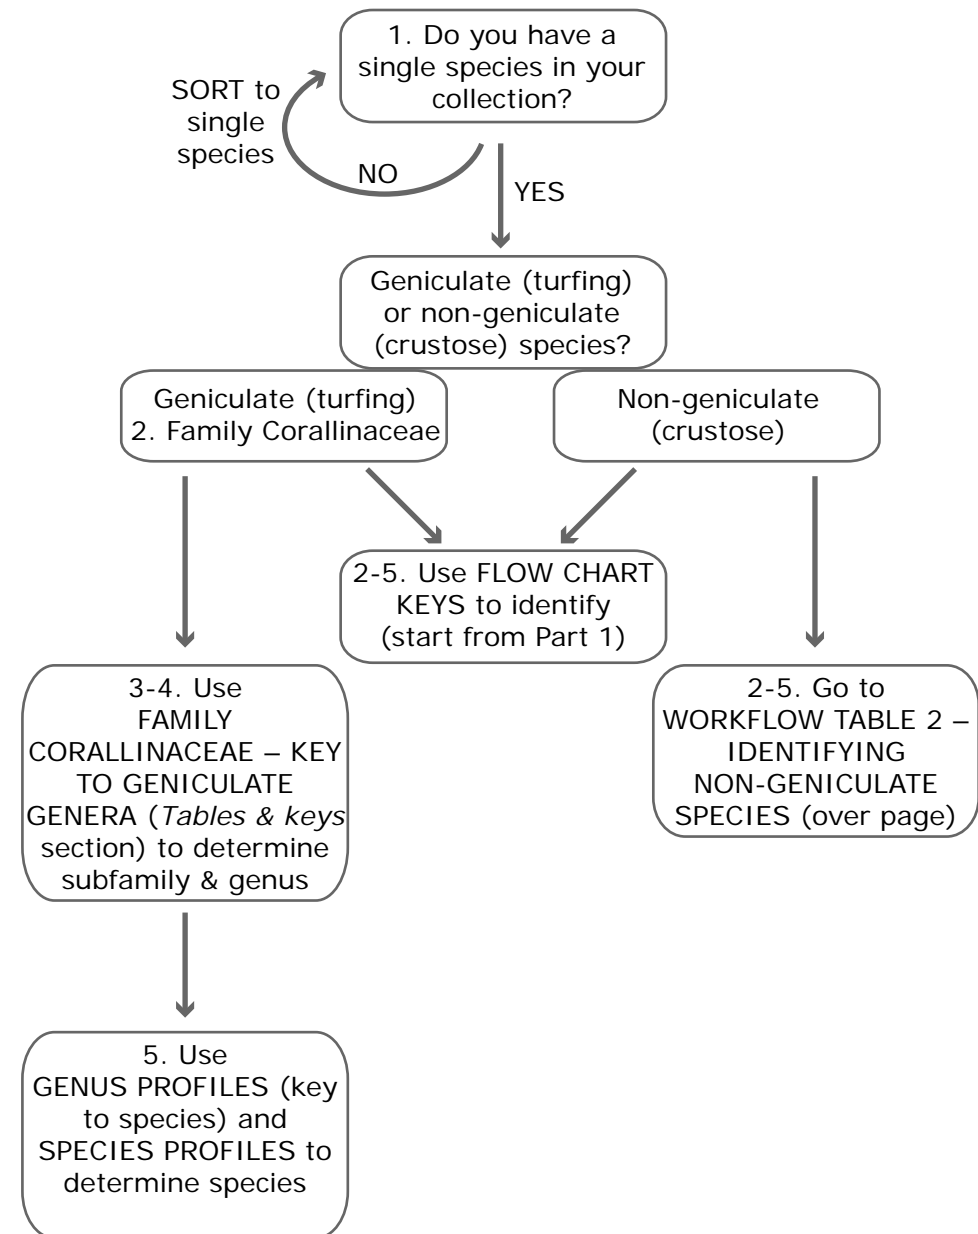 1. Do you have a
single species in your
collection?
SORT to
single
species
NO
YES
Geniculate (turfing)
or non-geniculate
(crustose) species?
Geniculate (turfing)
2. Family Corallinaceae
Non-geniculate
(crustose)
2-5. Use FLOW CHART
KEYS to identify
(start from Part 1)
3-4. Use
FAMILY
CORALLINACEAE – KEY
TO GENICULATE
GENERA (Tables & keys
section) to determine
subfamily & genus
2-5. Go to
WORKFLOW TABLE 2 –
IDENTIFYING
NON-GENICULATE
SPECIES (over page)
5. Use
GENUS PROFILES (key
to species) and
SPECIES PROFILES to
determine species